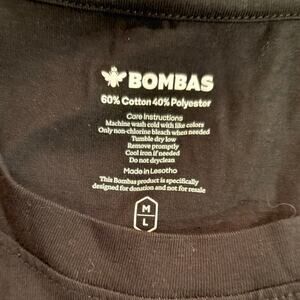 BOMBAS
60% Cotton 40% Polyester
Care Instructions
Machine wash cold with like colors
Only non-chlorine bleach when needed
Tumble dry low
Remove promptly
Cool iron if needed
Do not dryclean
Made in Lesotho
This Bombas product is specifically
designed for donation and not for resale
M
L